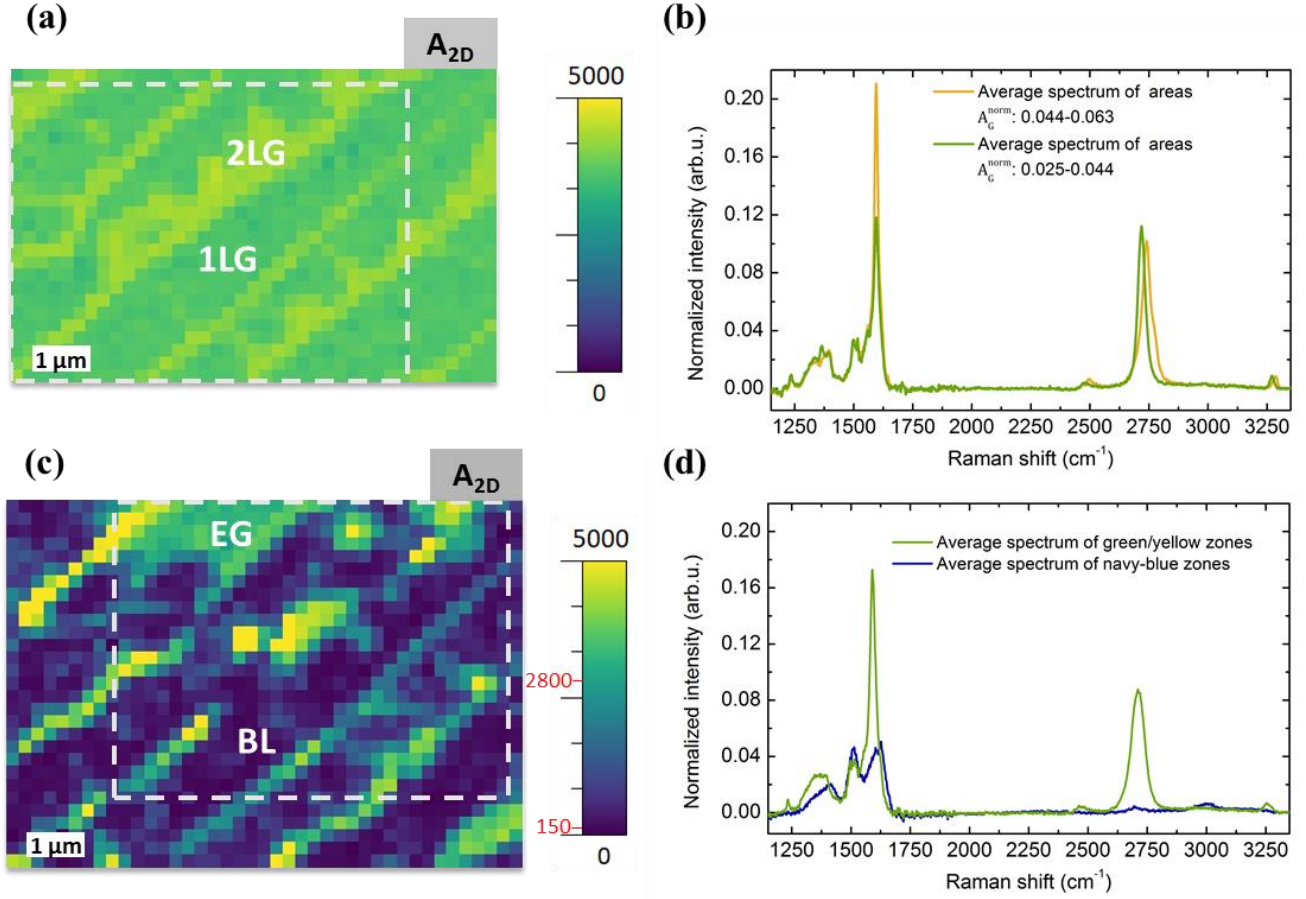 (a)
A2D
5000
2LG
1LG
1 μm
0
(b)
Average spectrum of areas
A_G^norm: 0.044-0.063
Average spectrum of areas
A_G^norm: 0.025-0.044
0.20
0.16
0.12
0.08
0.04
0.00
Normalized intensity (arb.u.)
1250 1500 1750 2000 2250 2500 2750 3000 3250
Raman shift (cm-1)
(c)
A2D
EG
5000
2800
BL
150
1 μm
0
(d)
Average spectrum of green/yellow zones
Average spectrum of navy-blue zones
0.20
0.16
0.12
0.08
0.04
0.00
Normalized intensity (arb.u.)
1250 1500 1750 2000 2250 2500 2750 3000 3250
Raman shift (cm-1)